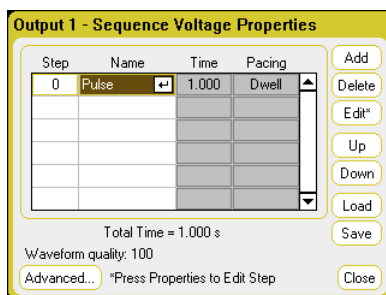 Output 1 - Sequence Voltage Properties
Step Name Time Pacing
0 Pulse 1.000 Dwell
Total Time = 1.000 s
Waveform quality: 100
Advanced... *Press Properties to Edit Step
Add
Delete
Edit*
Up
Down
Load
Save
Close